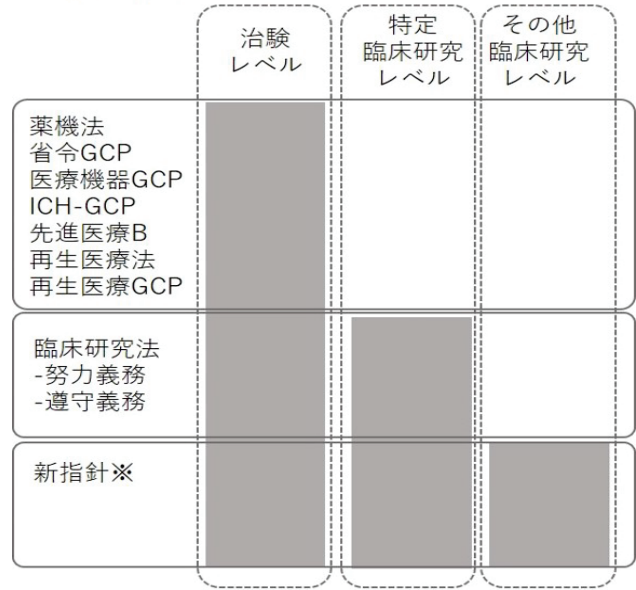 治験
レベル
特定
臨床研究
レベル
その他
臨床研究
レベル
薬機法
省令GCP
医療機器GCP
ICH-GCP
先進医療B
再生医療法
再生医療GCP
臨床研究法
-努力義務
-遵守義務
新指針※